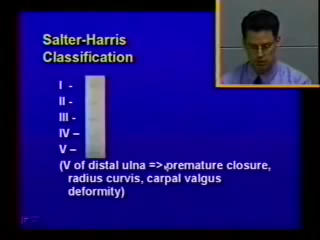 Salter-Harris
Classification
I -
II -
III -
IV –
V –
(V of distal ulna => premature closure,
radius curvis, carpal valgus
deformity)